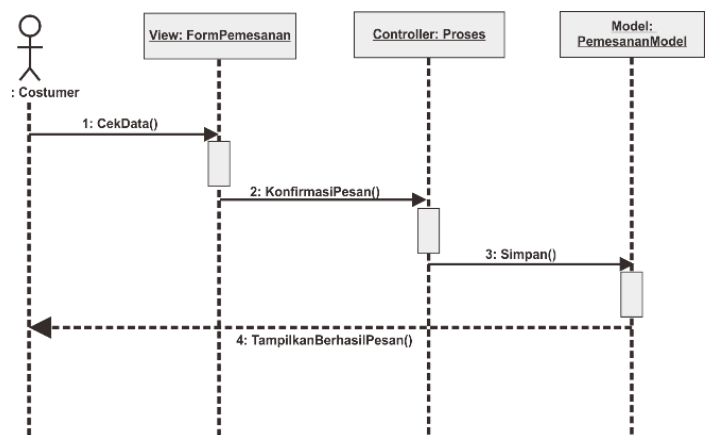 View: FormPemesanan
Controller: Proses
Model:
PemesananModel
: Costumer
1: CekData()
2: KonfirmasiPesan()
3: Simpan()
4: TampilkanBerhasilPesan()